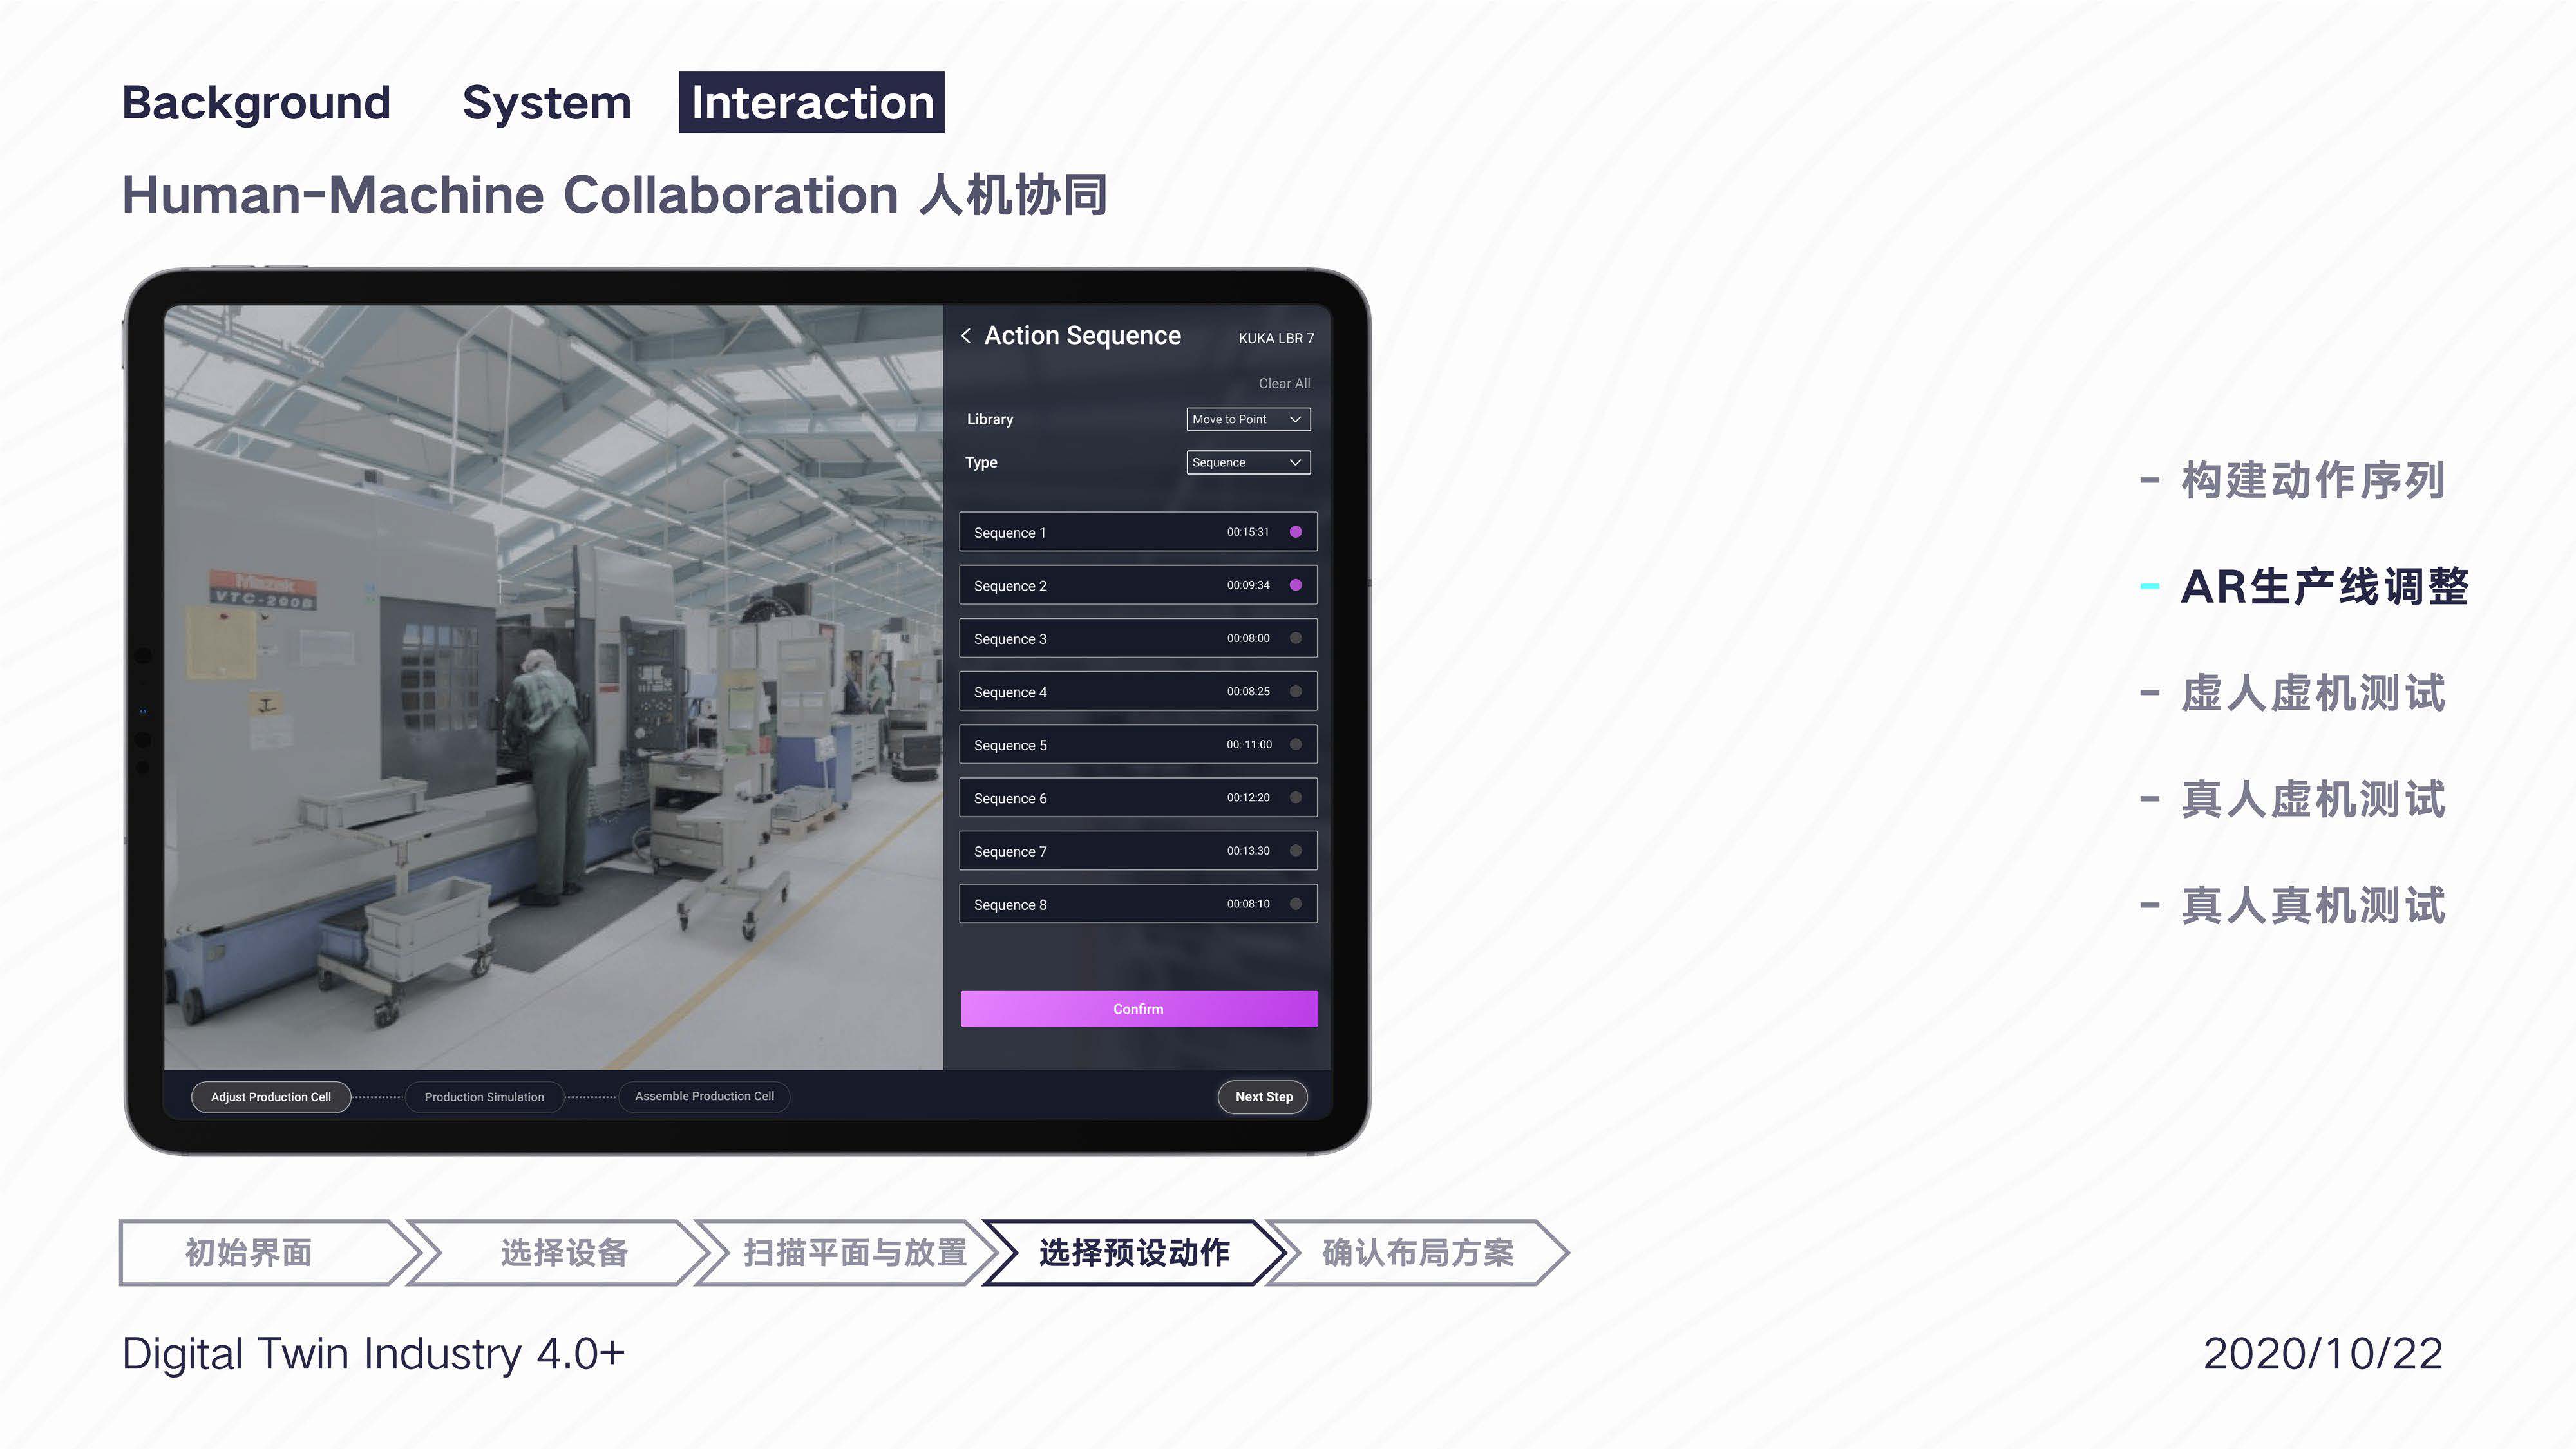 Background System Interaction
Human-Machine Collaboration 人机协同
Mazak
VTC-200B
Action Sequence KUKA LBR 7
Clear All
Library Move to Point
Type Sequence
Sequence 1 00:15:31
Sequence 2 00:09:34
Sequence 3 00:08:00
Sequence 4 00:08:25
Sequence 5 00:-11:00
Sequence 6 00:12:20
Sequence 7 00:13:30
Sequence 8 00:08:10
Confirm
Adjust Production Cell Production Simulation Assemble Production Cell Next Step
- 构建动作序列
- AR生产线调整
- 虚人虚机测试
- 真人虚机测试
- 真人真机测试
初始界面 选择设备 扫描平面与放置 选择预设动作 确认布局方案
Digital Twin Industry 4.0+
2020/10/22